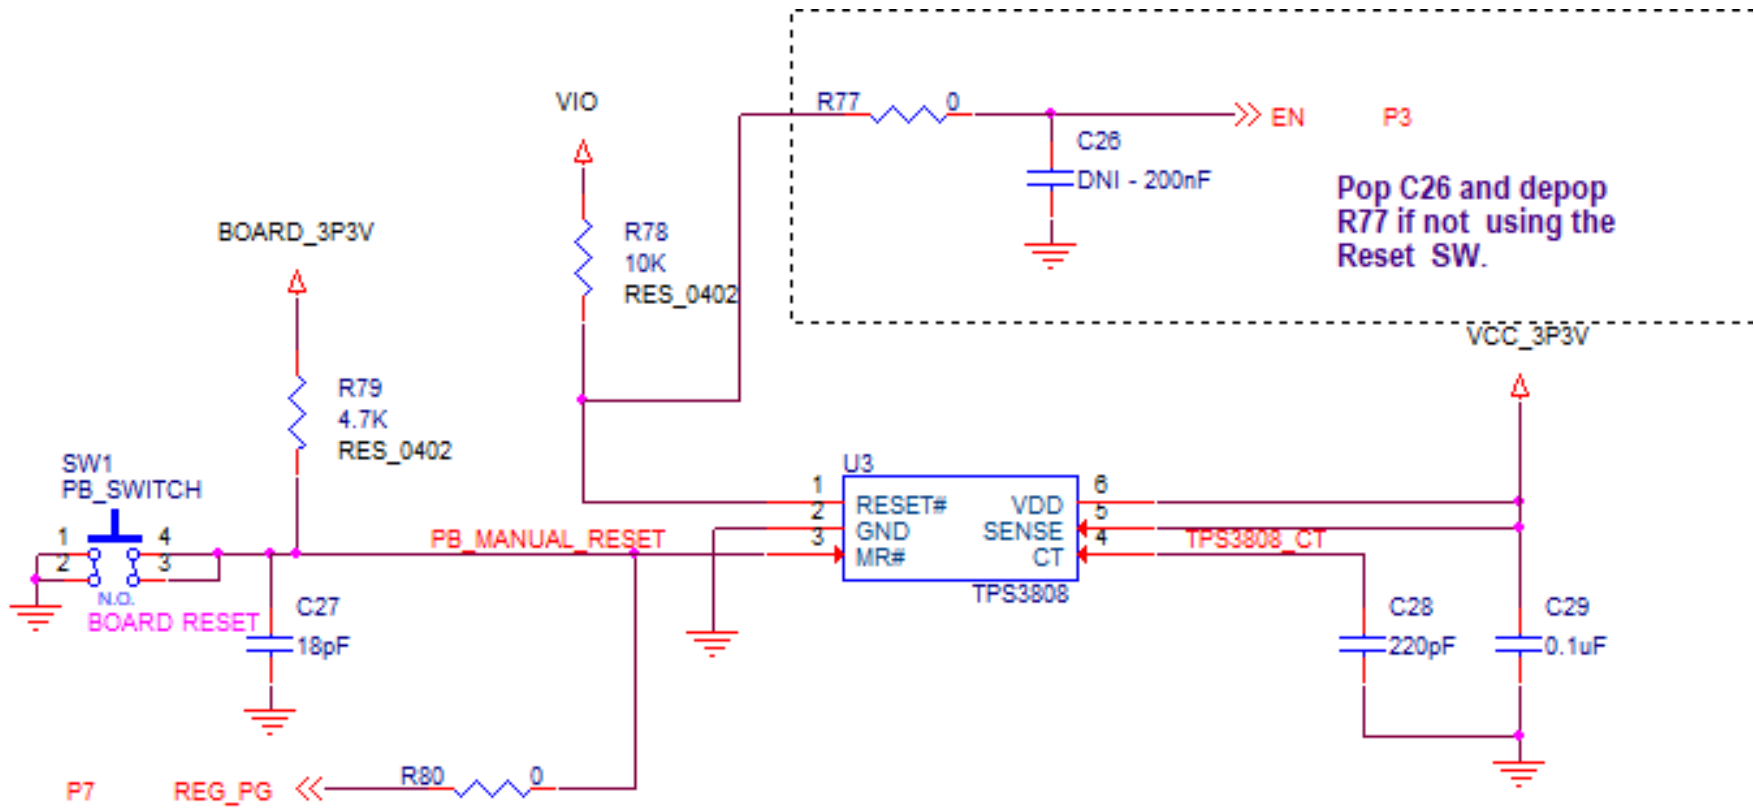 R77 0
EN P3
VIO
C26
DNI - 200nF
Pop C26 and depop
R77 if not using the
Reset SW.
BOARD_3P3V
R78
10K
RES_0402
VCC_3P3V
R79
4.7K
RES_0402
SW1
PB_SWITCH
U3
1 RESET# VDD 6
2 GND SENSE 5
3 MR# CT 4
TPS3808
PB_MANUAL_RESET
TPS3808_CT
1 4
2 3
N.O.
BOARD RESET
C27
18pF
C28
220pF
C29
0.1uF
P7 REG_PG R80 0